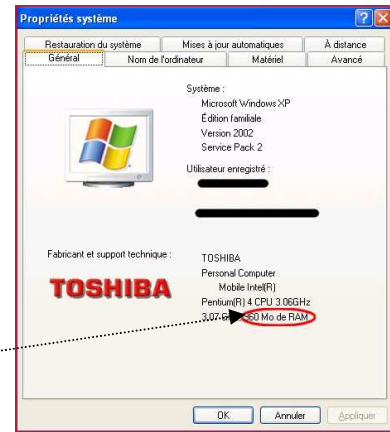 Propriétés système
Restauration du système Mises à jour automatiques À distance
Général Nom de l'ordinateur Matériel Avancé
Système :
Microsoft Windows XP
Édition familiale
Version 2002
Service Pack 2
Utilisateur enregistré :
Fabricant et support technique :
TOSHIBA
TOSHIBA
Personal Computer
Mobile Intel(R)
Pentium(R) 4 CPU 3.06GHz
3,07 Mo de RAM
OK Annuler Appliquer